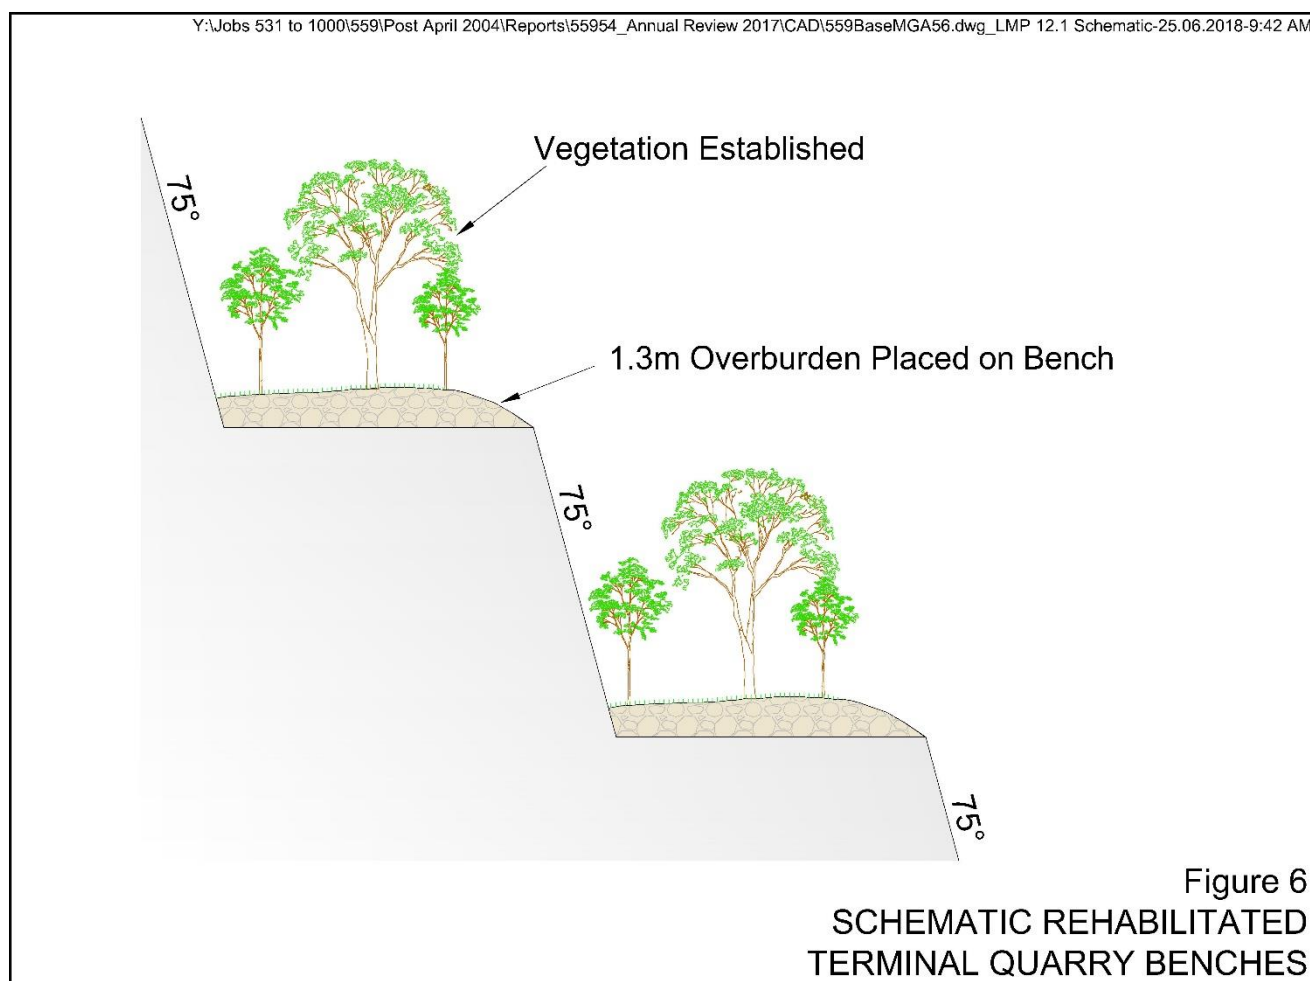 Y:\Jobs 531 to 1000\559\Post April 2004\Reports\55954_Annual Review 2017\CAD\559BaseMGA56.dwg_LMP 12.1 Schematic-25.06.2018-9:42 AM
Vegetation Established
75°
1.3m Overburden Placed on Bench
75°
75°
Figure 6
SCHEMATIC REHABILITATED
TERMINAL QUARRY BENCHES